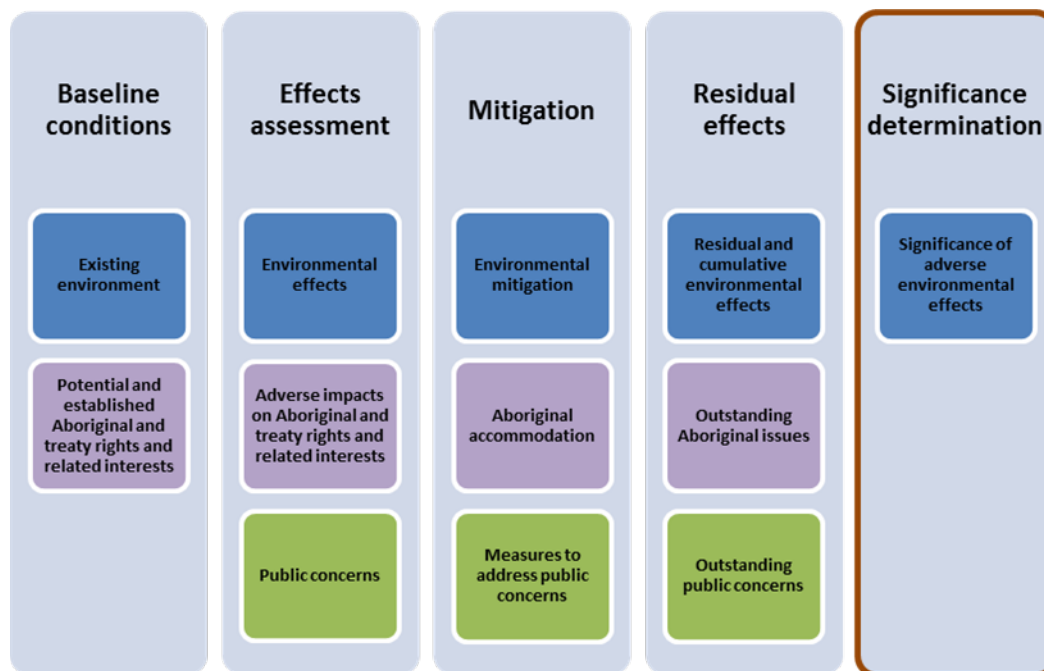 Baseline
conditions
Existing
environment
Potential and
established
Aboriginal and
treaty rights and
related interests
Effects
assessment
Environmental
effects
Adverse impacts
on Aboriginal and
treaty rights and
related interests
Public concerns
Mitigation
Environmental
mitigation
Aboriginal
accommodation
Measures to
address public
concerns
Residual
effects
Residual and
cumulative
environmental
effects
Outstanding
Aboriginal issues
Outstanding
public concerns
Significance
determination
Significance of
adverse
environmental
effects